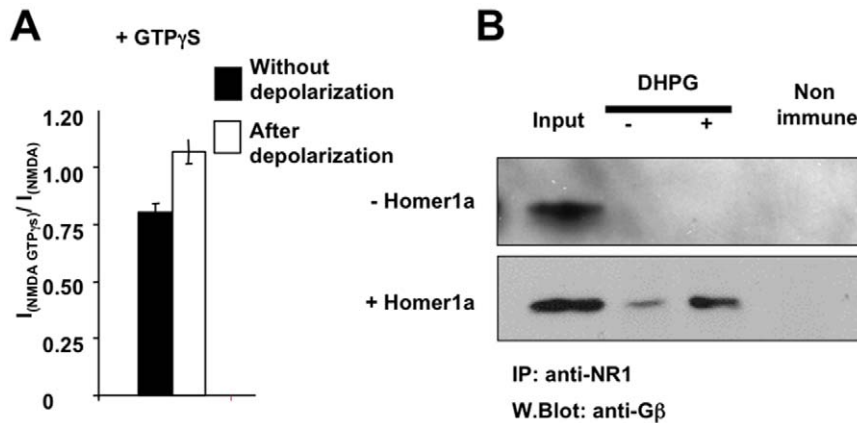 A
+ GTPγS
Without
depolarization
After
depolarization
I(NMDA GTPγS)/ I(NMDA)
1.20
1.00
0.75
0.50
0.25
0
B
DHPG
Non
immune
Input
-
+
- Homer1a
+ Homer1a
IP: anti-NR1
W.Blot: anti-Gβ